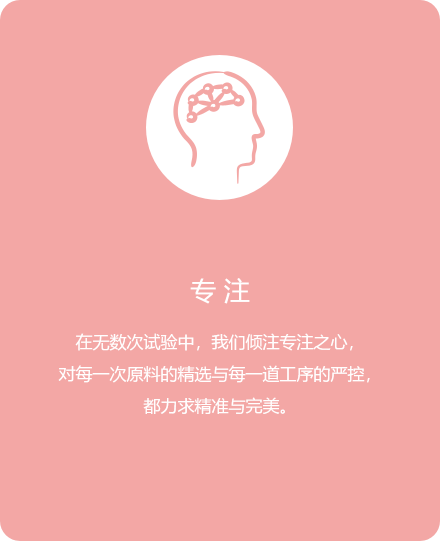 专注
在无数次试验中，我们倾注专注之心，
对每一次原料的精选与每一道工序的严控，
都力求精准与完美。